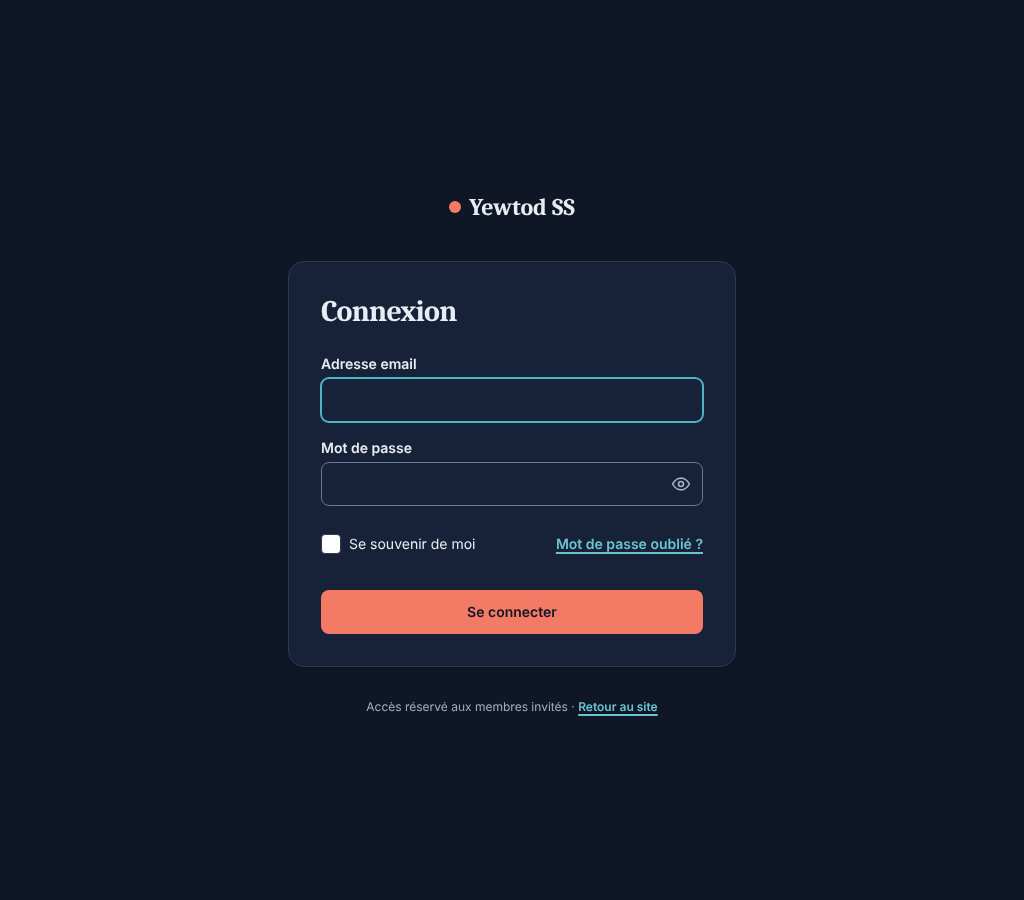 Yewtod SS
Connexion
Adresse email
Mot de passe
Se souvenir de moi
Mot de passe oublié ?
Se connecter
Accès réservé aux membres invités · Retour au site